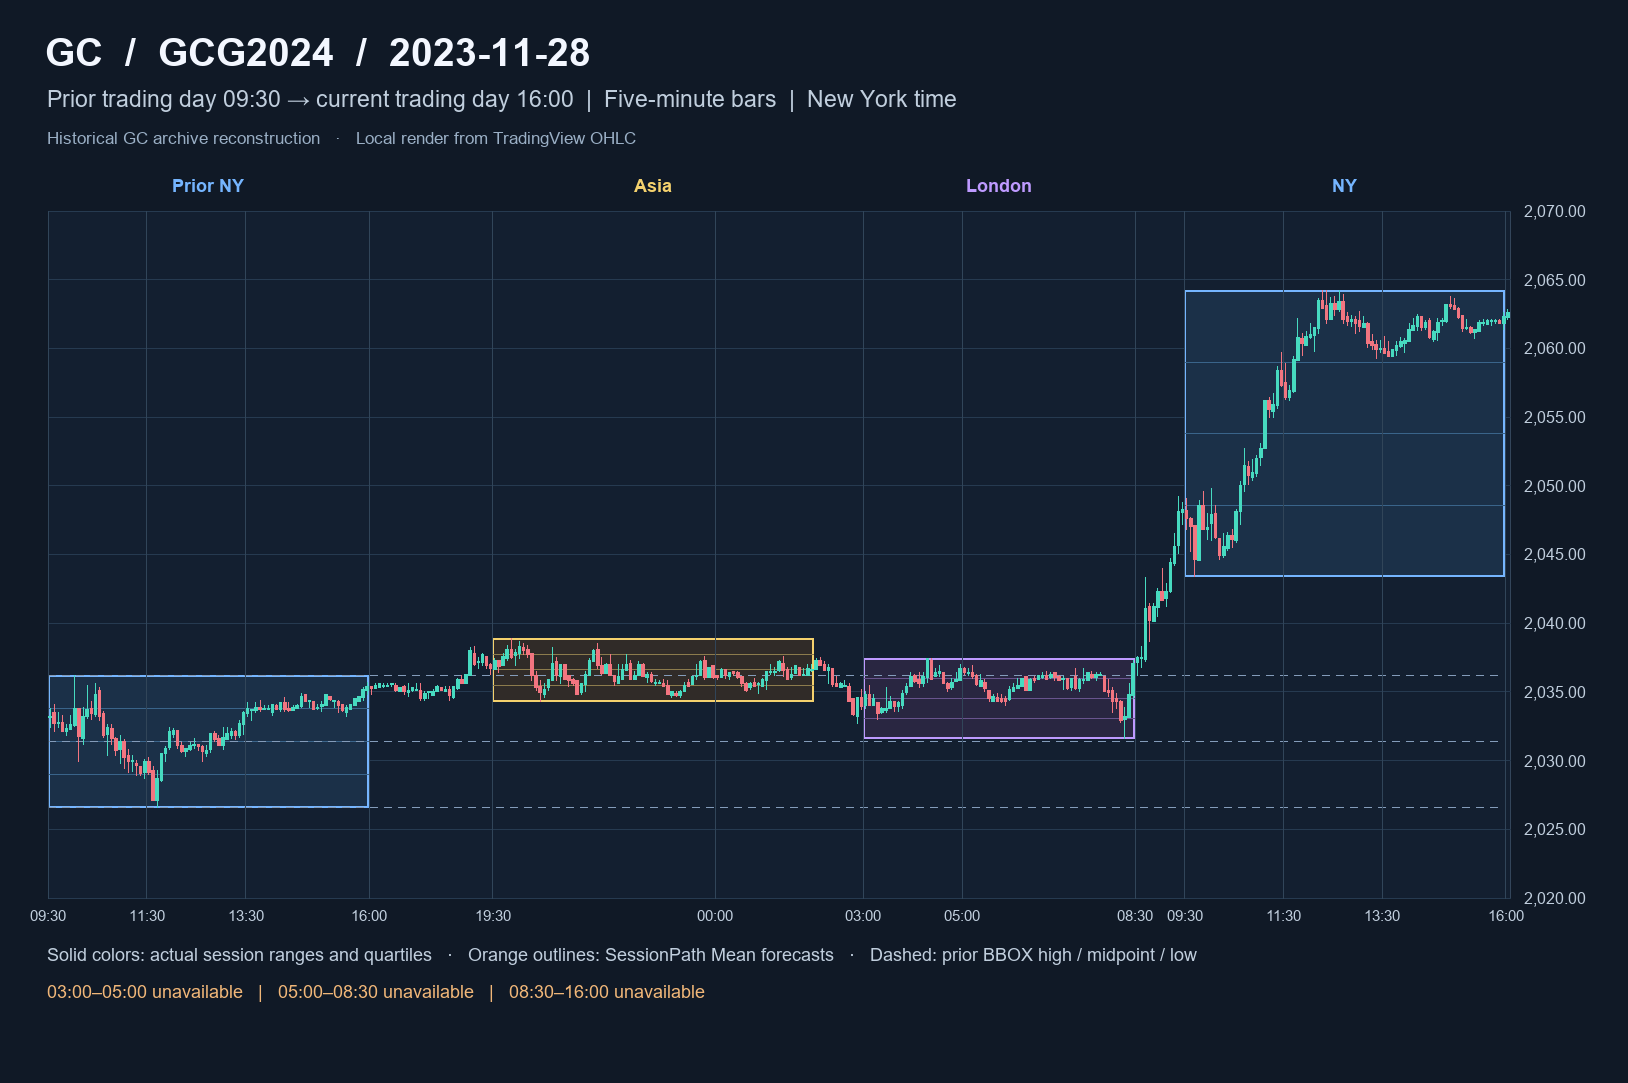 GC / GCG2024 / 2023-11-28
Prior trading day 09:30 → current trading day 16:00 | Five-minute bars | New York time
Historical GC archive reconstruction · Local render from TradingView OHLC
Prior NY Asia London NY
2,070.00
2,065.00
2,060.00
2,055.00
2,050.00
2,045.00
2,040.00
2,035.00
2,030.00
2,025.00
2,020.00
09:30 11:30 13:30 16:00 19:30 00:00 03:00 05:00 08:30 09:30 11:30 13:30 16:00
Solid colors: actual session ranges and quartiles · Orange outlines: SessionPath Mean forecasts · Dashed: prior BBOX high / midpoint / low
03:00–05:00 unavailable | 05:00–08:30 unavailable | 08:30–16:00 unavailable